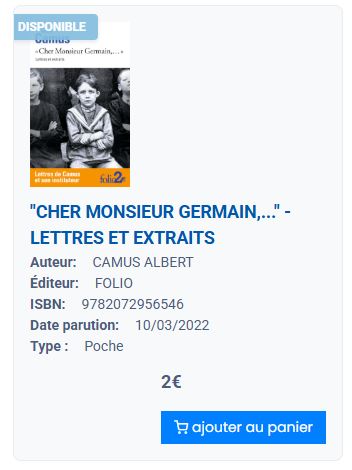 DISPONIBLE
Camus
« Cher Monsieur Germain,... »
Lettres et extraits
Lettres de Camus
et son instituteur
folio2€
"CHER MONSIEUR GERMAIN,..." -
LETTRES ET EXTRAITS
Auteur: CAMUS ALBERT
Éditeur: FOLIO
ISBN: 9782072956546
Date parution: 10/03/2022
Type : Poche
2€
ajouter au panier